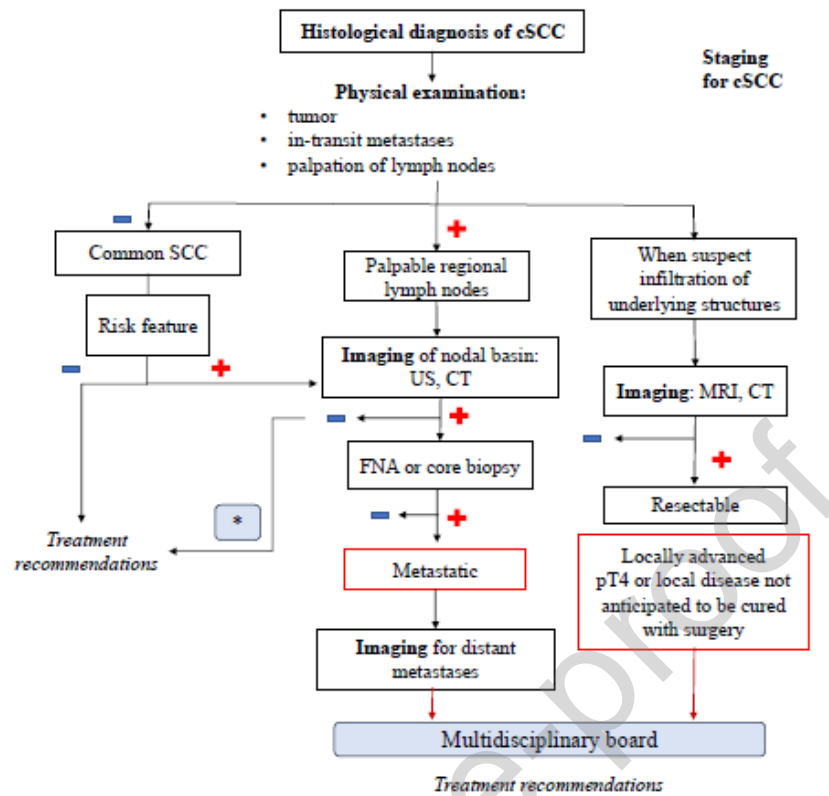 Histological diagnosis of cSCC
Staging
for cSCC
Physical examination:
• tumor
• in-transit metastases
• palpation of lymph nodes
Common SCC
Palpable regional
lymph nodes
When suspect
infiltration of
underlying structures
Risk feature
Imaging of nodal basin:
US, CT
Imaging: MRI, CT
FNA or core biopsy
Resectable
*
Treatment
recommendations
Metastatic
Locally advanced
pT4 or local disease not
anticipated to be cured
with surgery
Imaging for distant
metastases
Multidisciplinary board
Treatment recommendations
e-proof